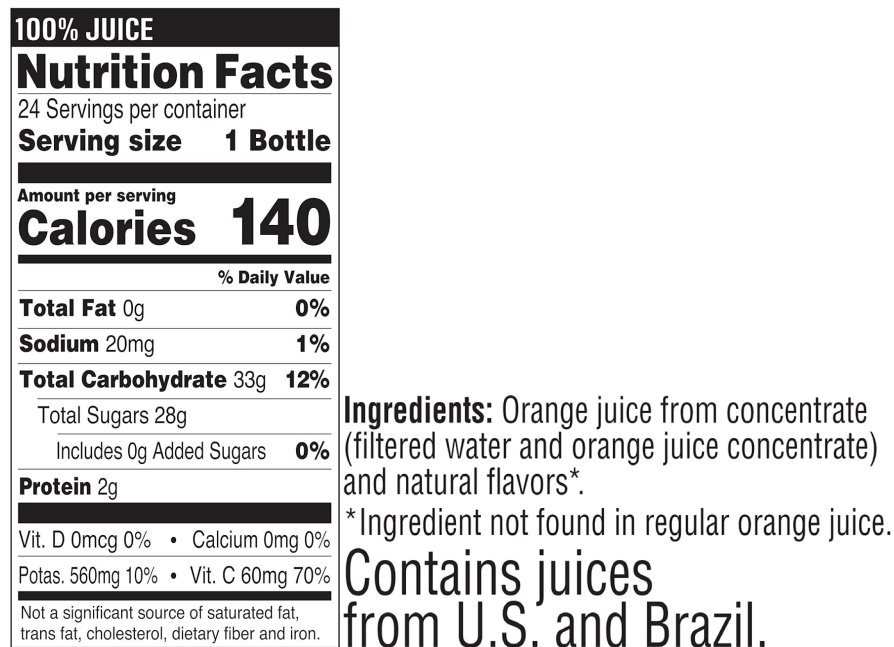 100% JUICE
Nutrition Facts
24 Servings per container
Serving size 1 Bottle
Amount per serving
Calories 140
% Daily Value
Total Fat 0g 0%
Sodium 20mg 1%
Total Carbohydrate 33g 12%
Total Sugars 28g
Includes 0g Added Sugars 0%
Protein 2g
Vit. D 0mcg 0% • Calcium 0mg 0%
Potas. 560mg 10% • Vit. C 60mg 70%
Not a significant source of saturated fat,
trans fat, cholesterol, dietary fiber and iron.
Ingredients: Orange juice from concentrate
(filtered water and orange juice concentrate)
and natural flavors*.
*Ingredient not found in regular orange juice.
Contains juices
from U.S. and Brazil.